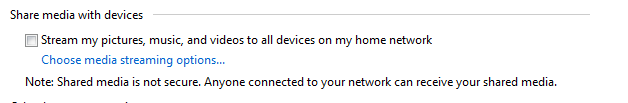 Share media with devices
Stream my pictures, music, and videos to all devices on my home network
Choose media streaming options...
Note: Shared media is not secure. Anyone connected to your network can receive your shared media.